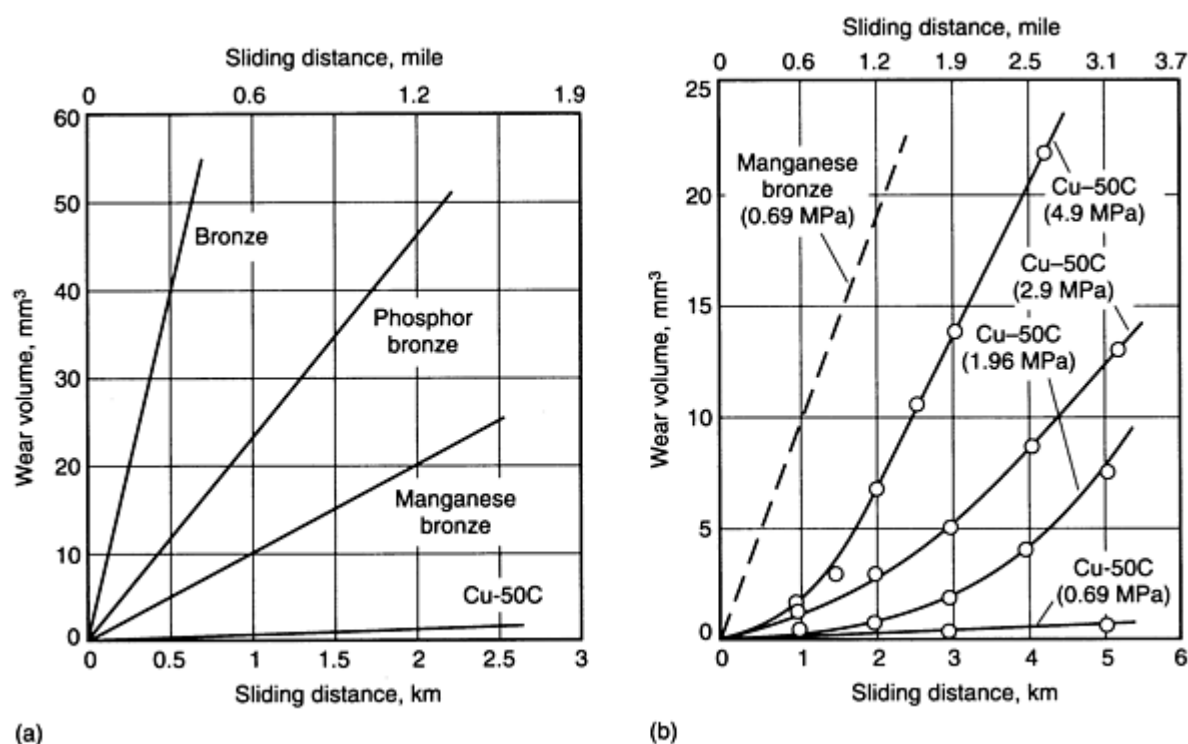 Sliding distance, mile
0 0.6 1.2 1.9
60
50
40
30
20
10
0
Wear volume, mm³
Bronze
Phosphor
bronze
Manganese
bronze
Cu-50C
0 0.5 1 1.5 2 2.5 3
Sliding distance, km
(a)
Sliding distance, mile
0 0.6 1.2 1.9 2.5 3.1 3.7
25
20
15
10
5
0
Wear volume, mm³
Manganese
bronze
(0.69 MPa)
Cu–50C
(4.9 MPa)
Cu–50C
(2.9 MPa)
Cu–50C
(1.96 MPa)
Cu-50C
(0.69 MPa)
0 1 2 3 4 5 6
Sliding distance, km
(b)